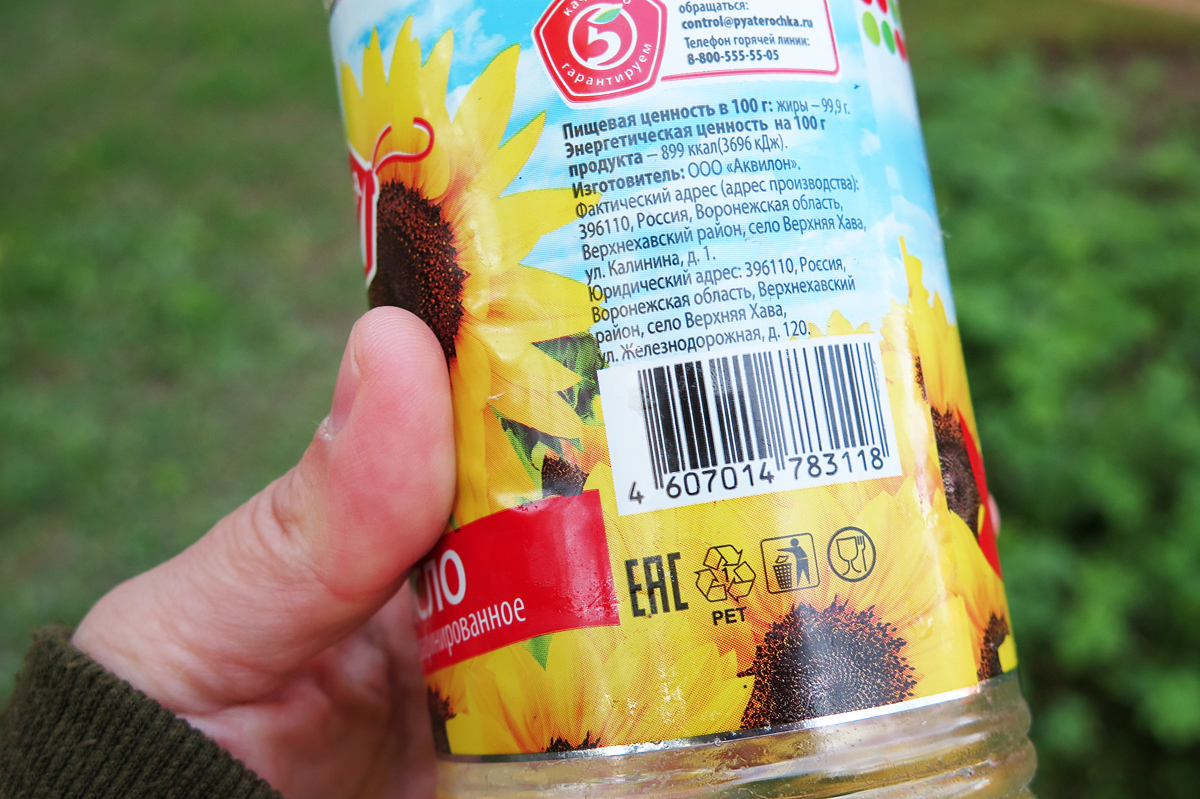 обращаться:
control@pyaterochka.ru
Телефон горячей линии:
8-800-555-55-05
5
гарантируем
Пищевая ценность в 100 г: жиры – 99,9 г.
Энергетическая ценность на 100 г
продукта – 899 ккал(3696 кДж).
Изготовитель: ООО «Аквилон».
Фактический адрес (адрес производства):
396110, Россия, Воронежская область,
Верхнехавский район, село Верхняя Хава,
ул. Калинина, д. 1.
Юридический адрес: 396110, Россия,
Воронежская область, Верхнехавский
район, село Верхняя Хава,
ул. Железнодорожная, д. 120.
4 607014 783118
EAC
1
PET